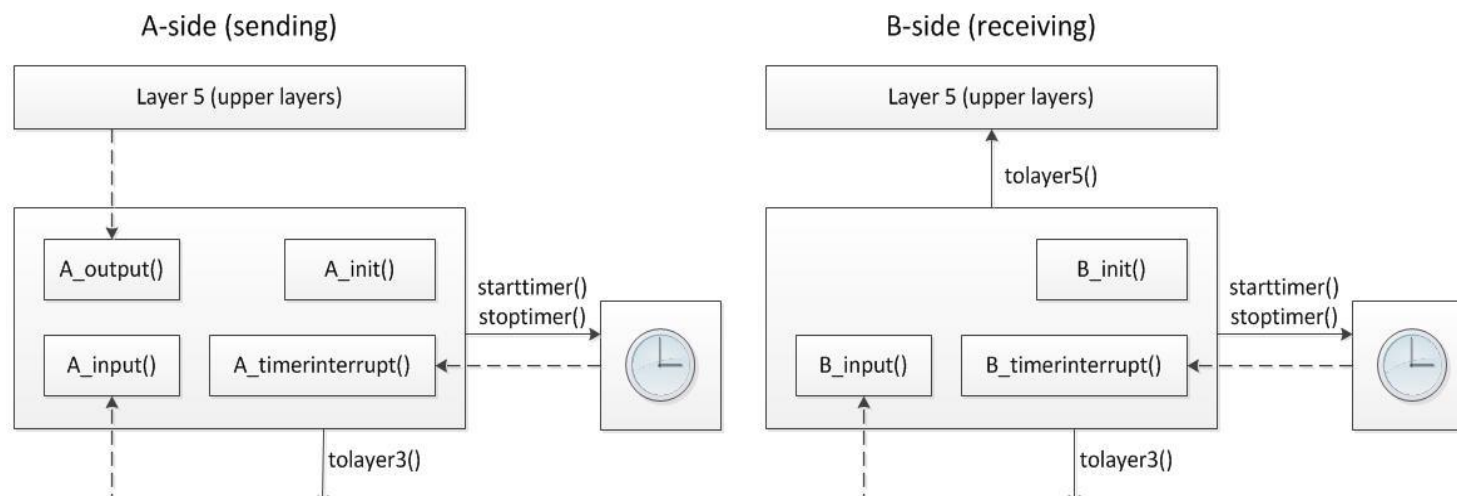 A-side (sending)
Layer 5 (upper layers)
A_output()
A_init()
starttimer()
stoptimer()
A_input()
A_timerinterrupt()
tolayer3()
B-side (receiving)
Layer 5 (upper layers)
tolayer5()
B_init()
starttimer()
stoptimer()
B_input()
B_timerinterrupt()
tolayer3()